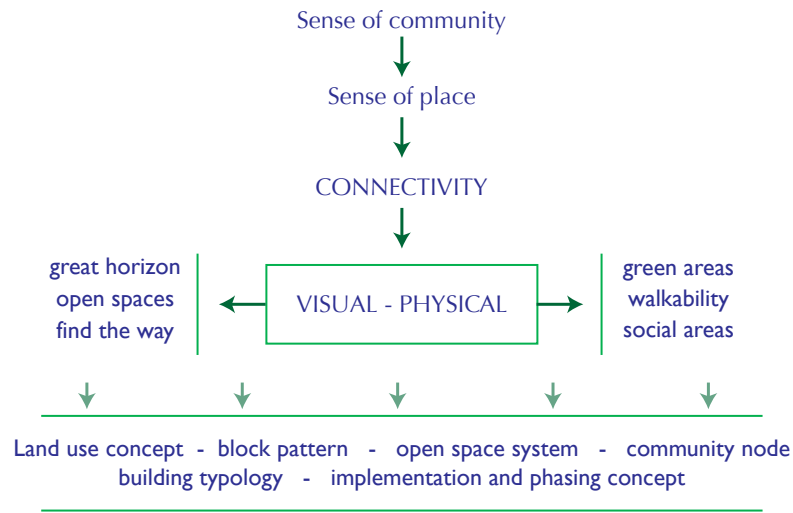 Sense of community
Sense of place
CONNECTIVITY
great horizon
open spaces
find the way
VISUAL - PHYSICAL
green areas
walkability
social areas
Land use concept - block pattern - open space system - community node
building typology - implementation and phasing concept